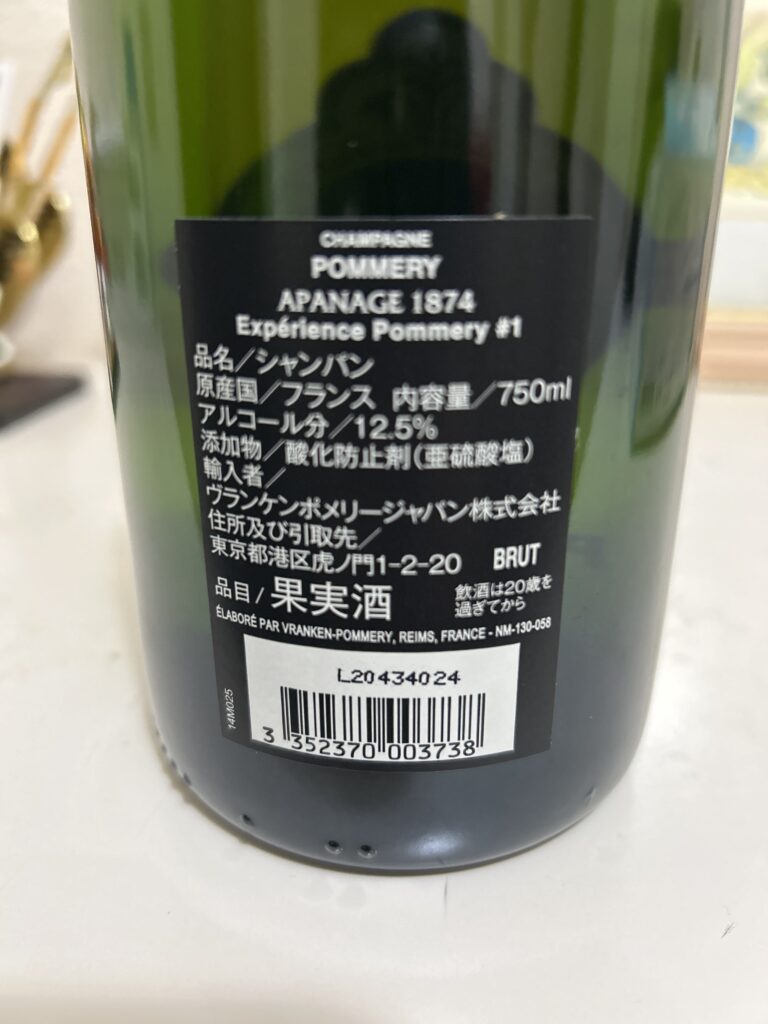 CHAMPAGNE
POMMERY
APANAGE 1874
Expérience Pommery #1
品名/シャンパン
原産国/フランス 内容量/750ml
アルコール分/12.5%
添加物/酸化防止剤(亜硫酸塩)
輸入者/
ヴランケンポメリージャパン株式会社
住所及び引取先/
東京都港区虎ノ門1-2-20 BRUT
品目/果実酒 飲酒は20歳を
過ぎてから
ÉLABORÉ PAR VRANKEN-POMMERY, REIMS, FRANCE - NM-130-058
L20434024
14M025
3 352370 003738